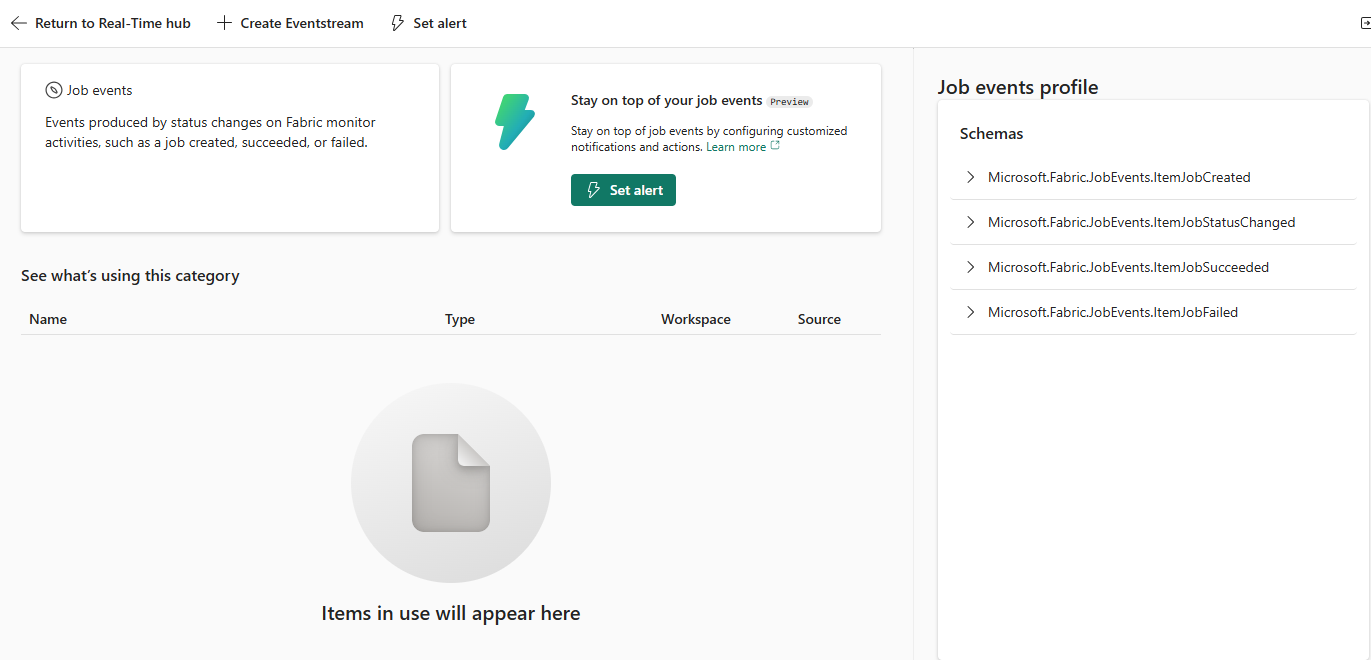 Return to Real-Time hub
Create Eventstream
Set alert
Job events
Events produced by status changes on Fabric monitor
activities, such as a job created, succeeded, or failed.
Stay on top of your job events Preview
Stay on top of job events by configuring customized
notifications and actions. Learn more
Set alert
See what’s using this category
Name Type Workspace Source
Items in use will appear here
Job events profile
Schemas
Microsoft.Fabric.JobEvents.ItemJobCreated
Microsoft.Fabric.JobEvents.ItemJobStatusChanged
Microsoft.Fabric.JobEvents.ItemJobSucceeded
Microsoft.Fabric.JobEvents.ItemJobFailed